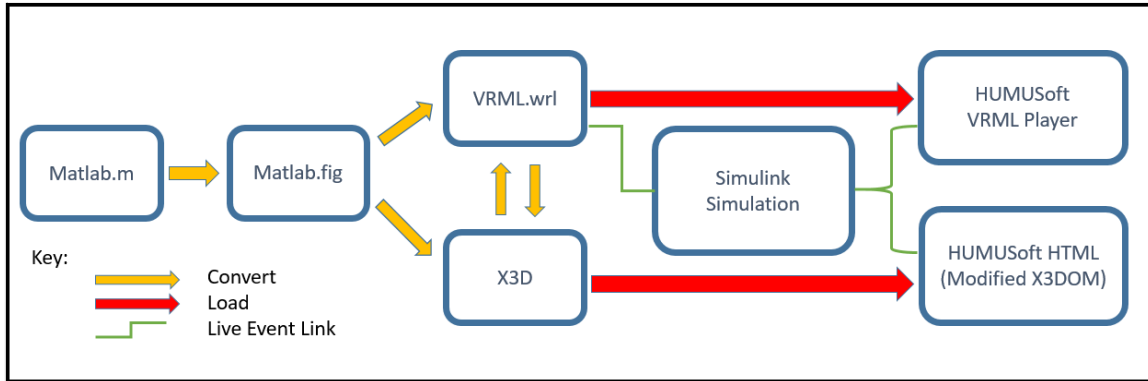 Matlab.m
Matlab.fig
VRML.wrl
X3D
Simulink
Simulation
HUMUSoft
VRML Player
HUMUSoft HTML
(Modified X3DOM)
Key:
Convert
Load
Live Event Link